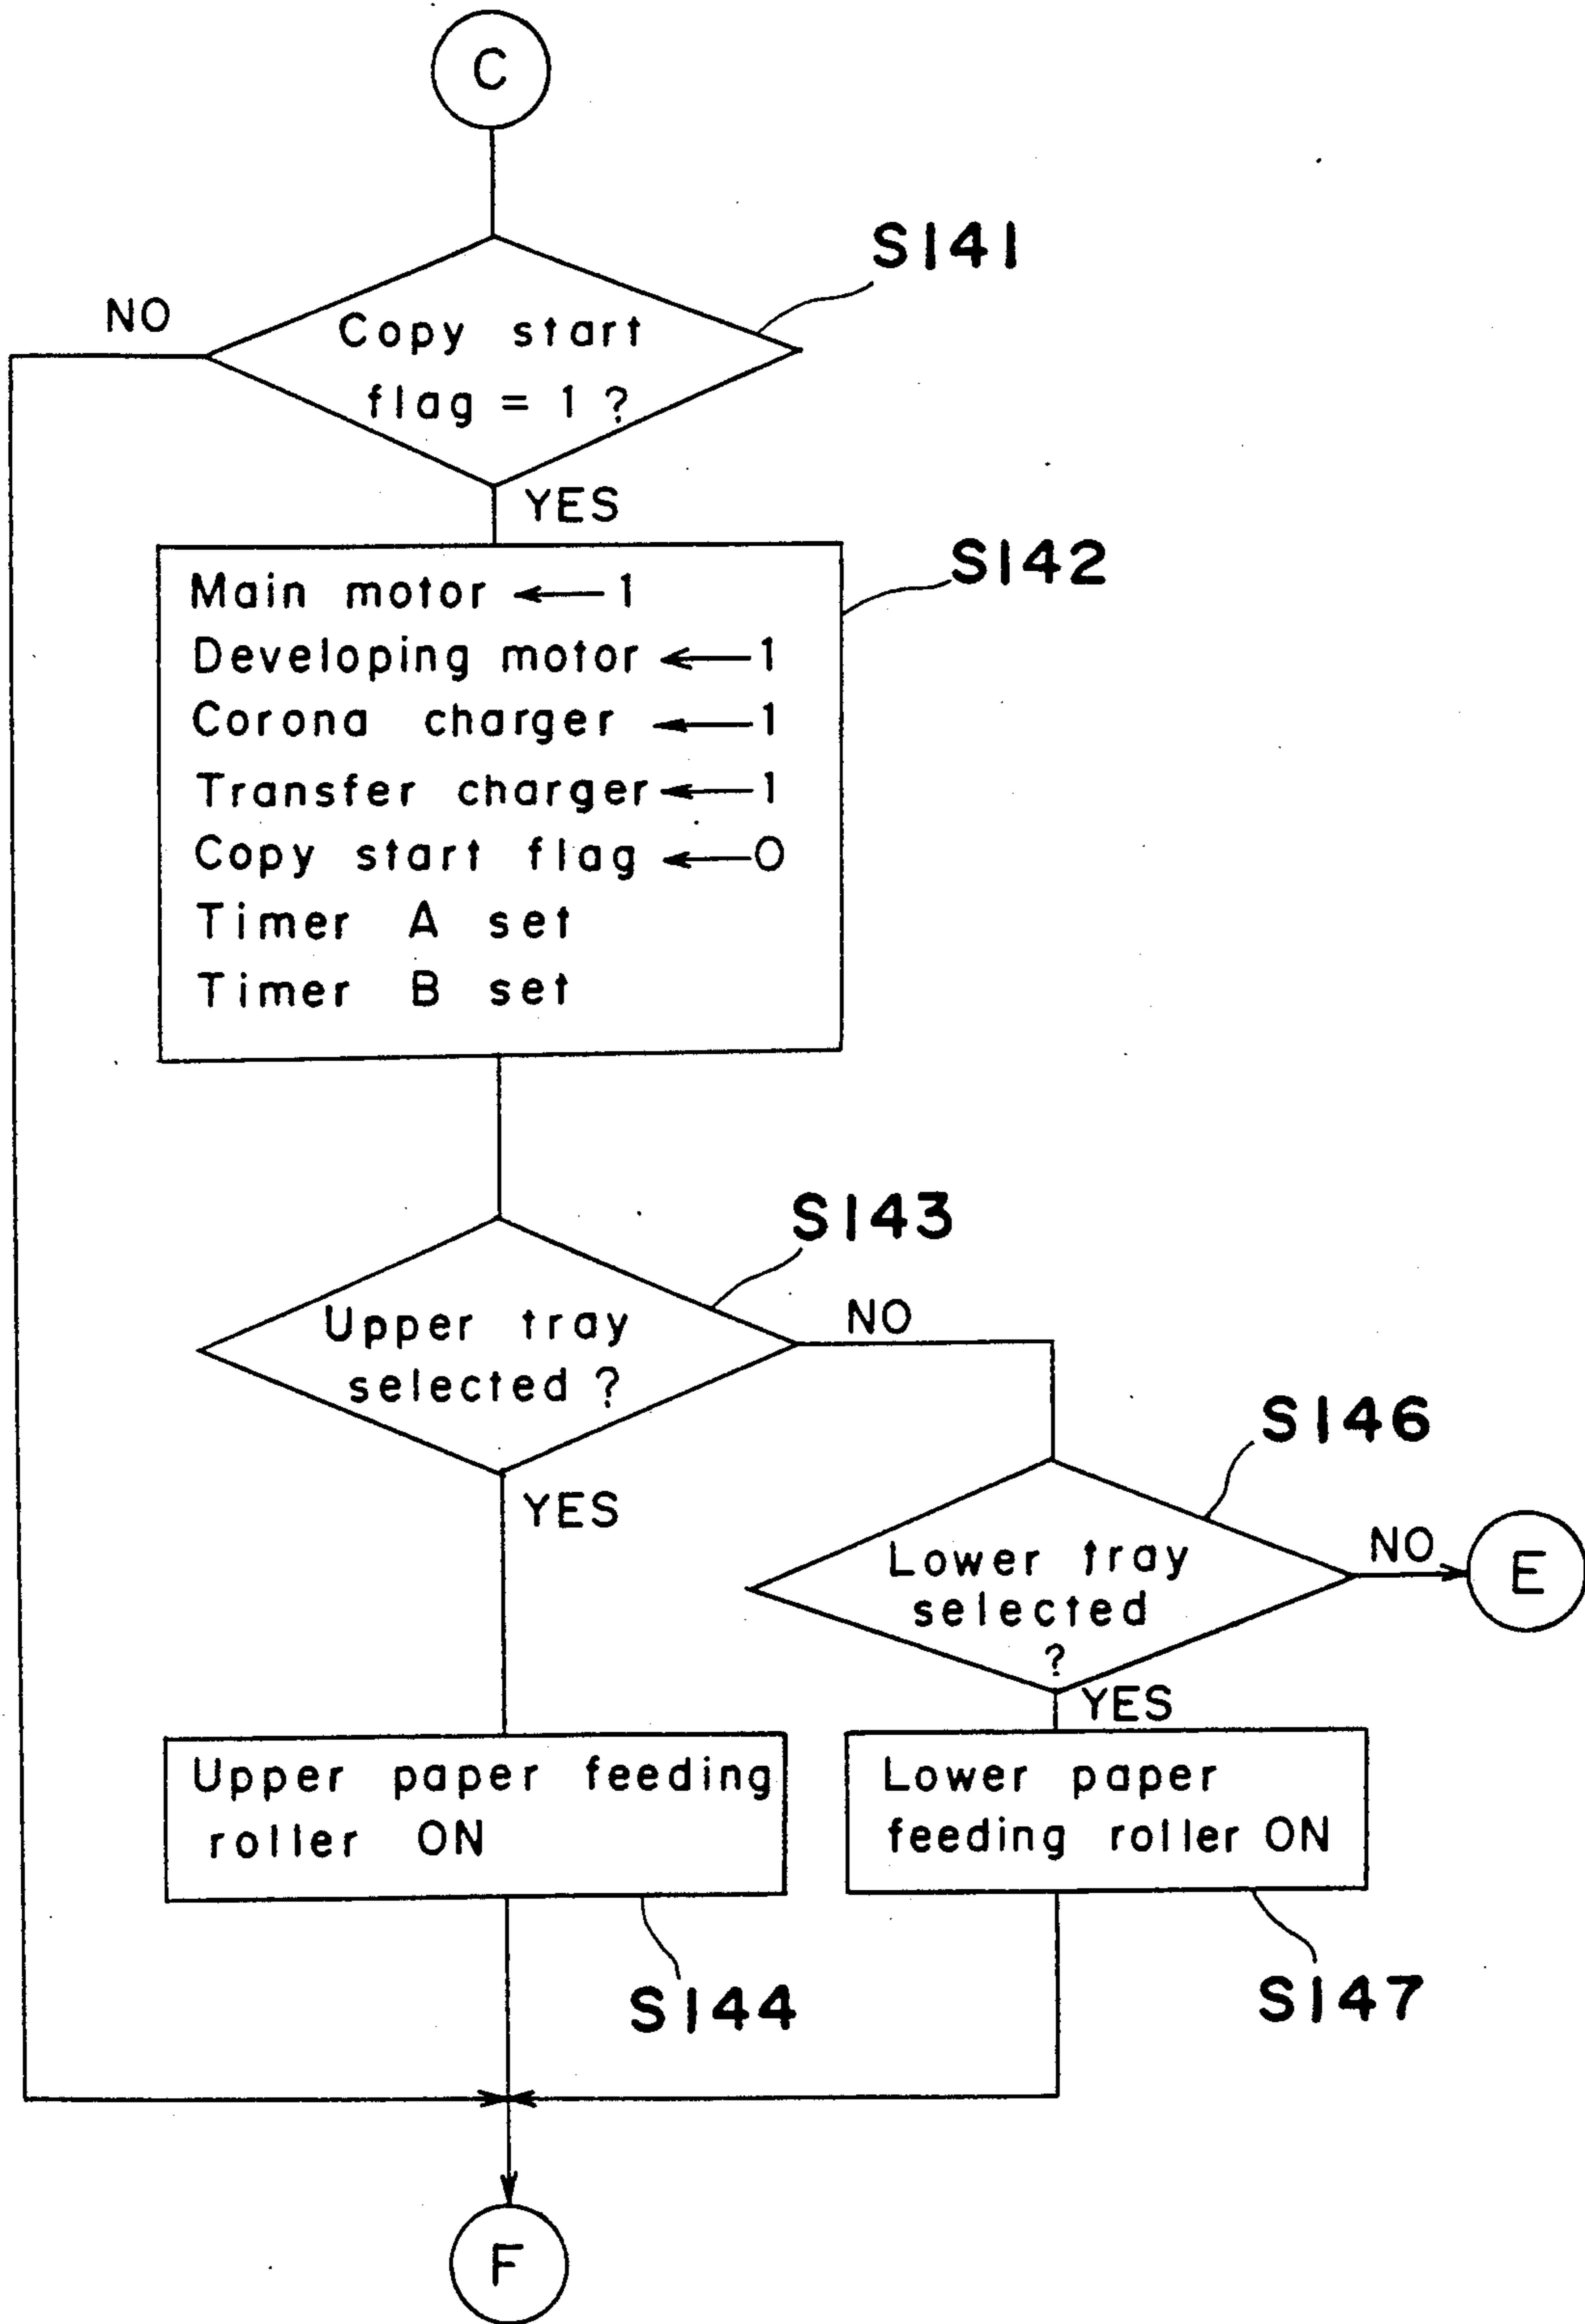 C
S141
NO
Copy start
flag = 1 ?
YES
S142
Main motor ← 1
Developing motor ← 1
Corona charger ← 1
Transfer charger ← 1
Copy start flag ← 0
Timer A set
Timer B set
S143
Upper tray
selected ?
NO
YES
S146
Lower tray
selected
?
NO
E
YES
Upper paper feeding
roller ON
Lower paper
feeding roller ON
S144
S147
F